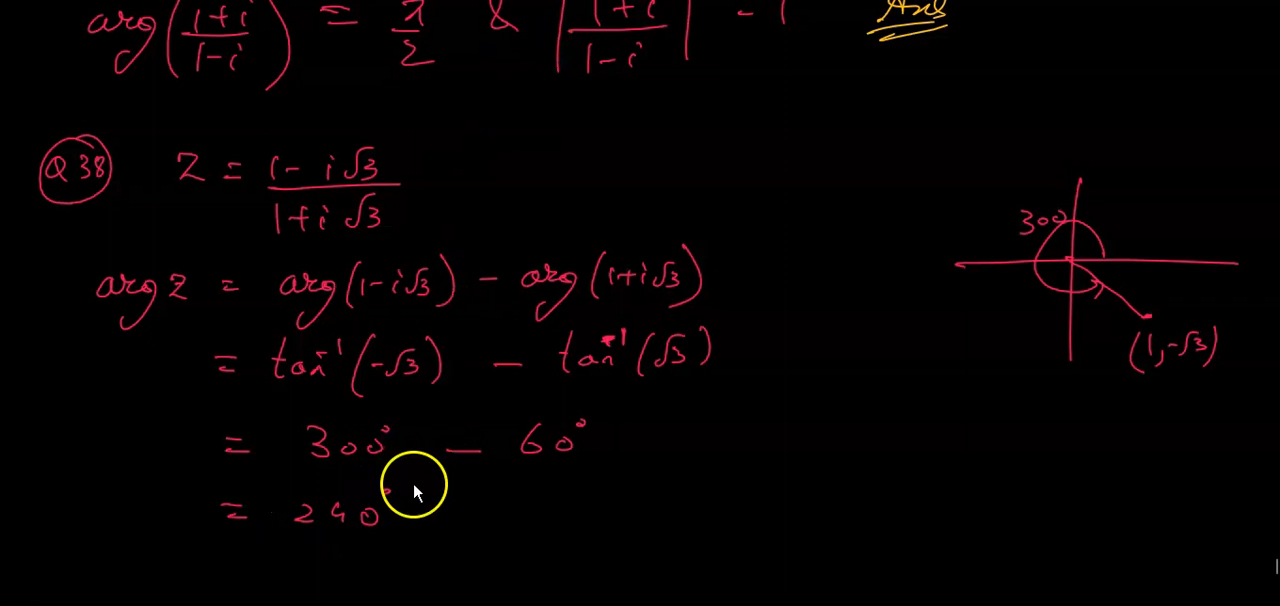 arg((1+i)/(1-i)) = π/2 & |(1+i)/(1-i)| = 1 Ans
Q 38 Z = (1 - i√3)/(1 + i√3)
arg z = arg(1-i√3) - arg(1+i√3)
= tan⁻¹(-√3) - tan⁻¹(√3)
= 300° - 60°
= 240°
300
(1,-√3)